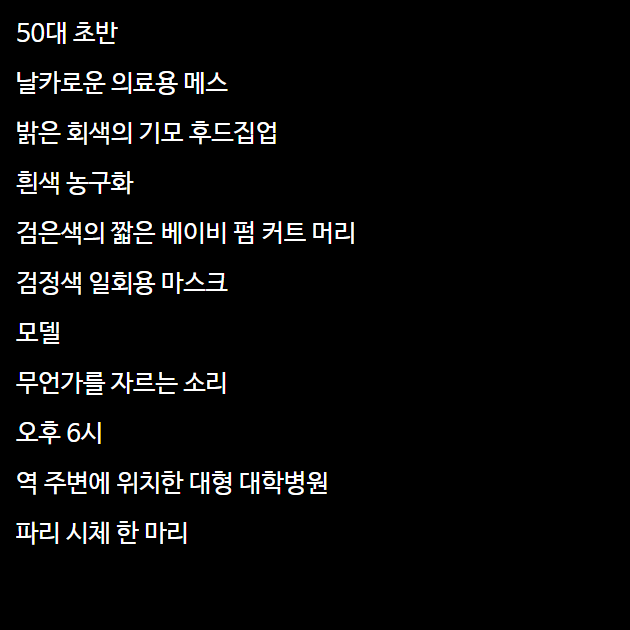 50대 초반
날카로운 의료용 메스
밝은 회색의 기모 후드집업
흰색 농구화
검은색의 짧은 베이비 펌 커트 머리
검정색 일회용 마스크
모델
무언가를 자르는 소리
오후 6시
역 주변에 위치한 대형 대학병원
파리 시체 한 마리